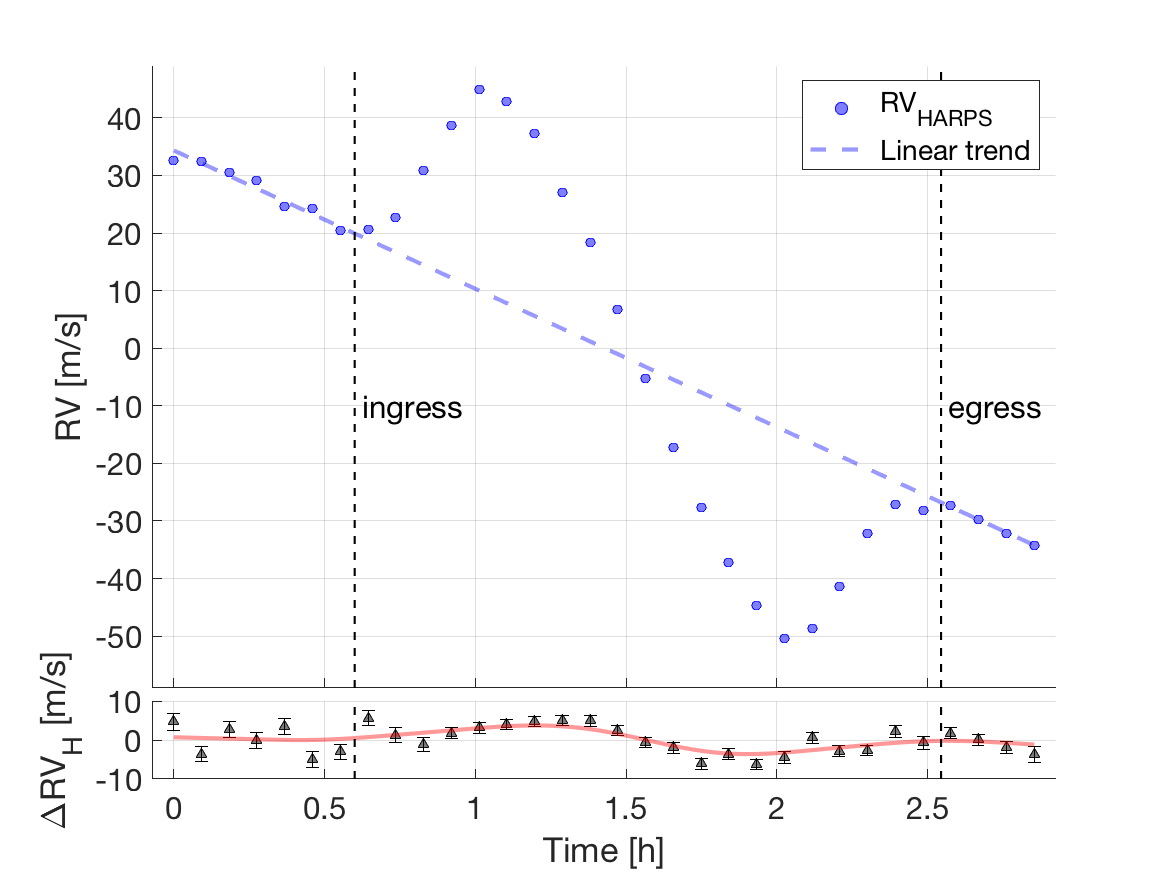 RV_HARPS
Linear trend
40
30
20
10
0
-10
-20
-30
-40
-50
RV [m/s]
ingress
egress
10
0
-10
ΔRV_H [m/s]
0
0.5
1
1.5
2
2.5
Time [h]